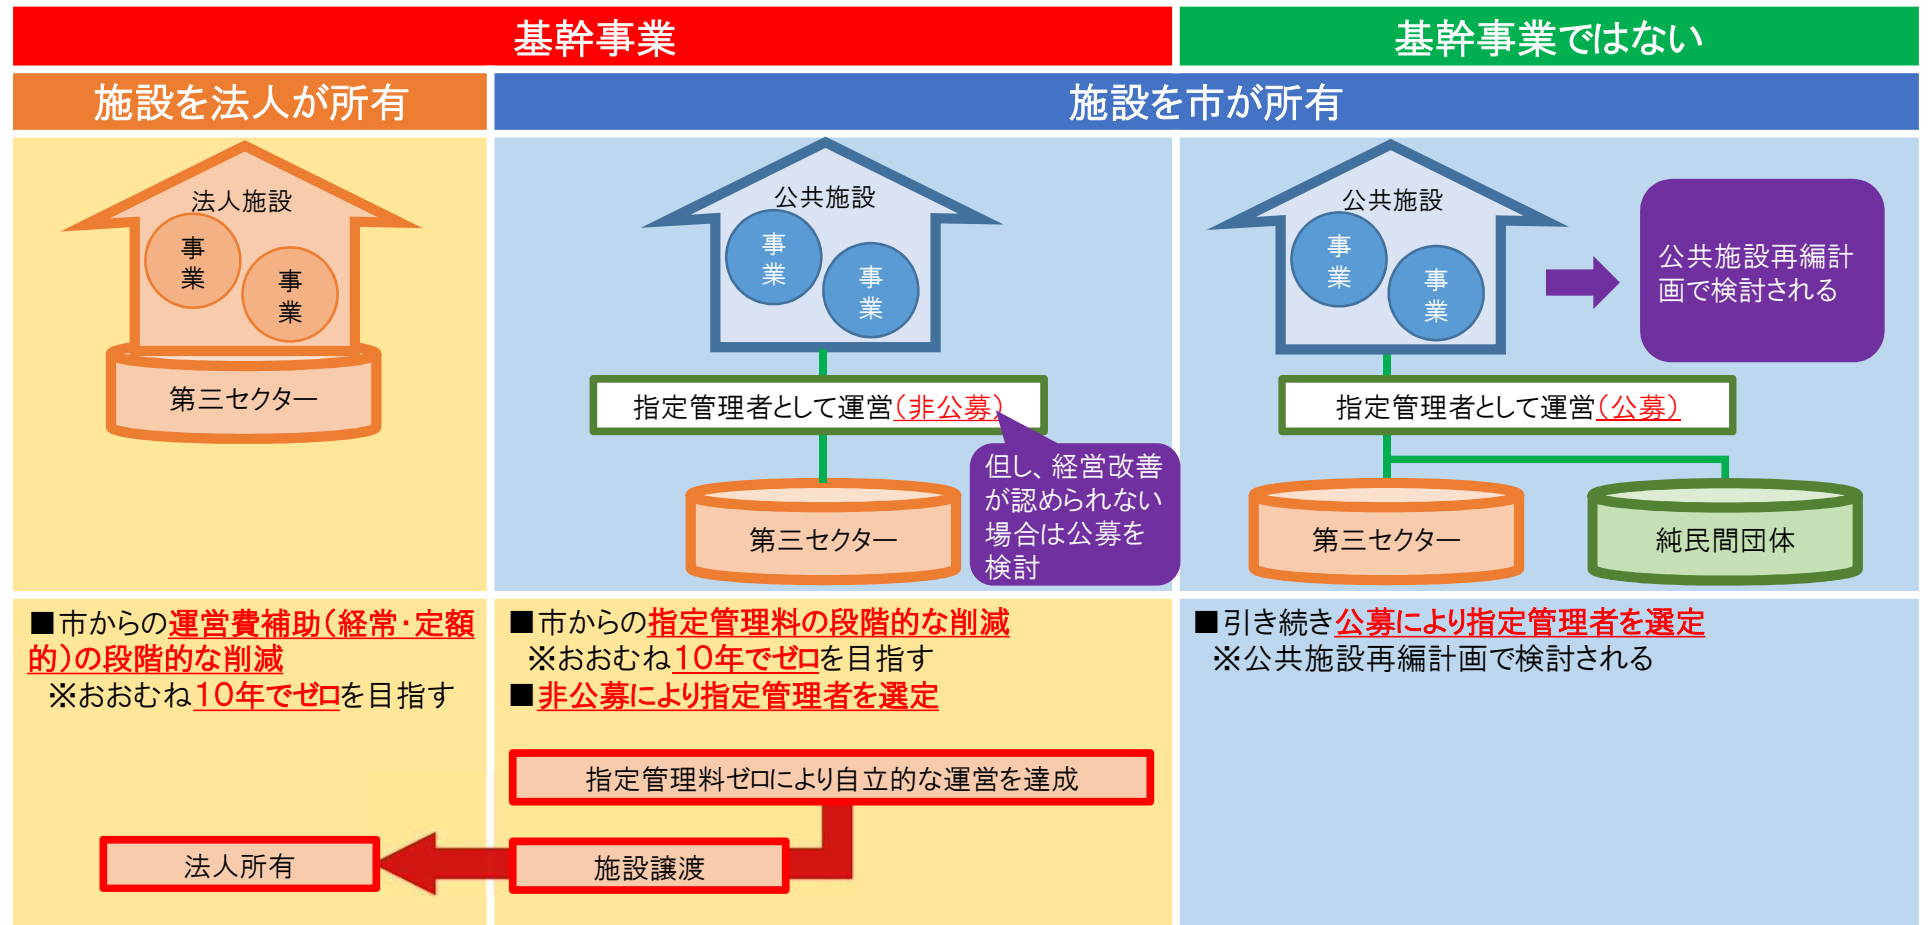 基幹事業
基幹事業ではない
施設を法人が所有
施設を市が所有
法人施設
事
業
事
業
第三セクター
公共施設
事
業
事
業
指定管理者として運営(非公募)
但し、経営改善
が認められない
場合は公募を
検討
第三セクター
公共施設
事
業
事
業
公共施設再編計
画で検討される
指定管理者として運営(公募)
第三セクター
純民間団体
■市からの運営費補助(経常・定額
的)の段階的な削減
※おおむね10年でゼロを目指す
■市からの指定管理料の段階的な削減
※おおむね10年でゼロを目指す
■非公募により指定管理者を選定
指定管理料ゼロにより自立的な運営を達成
法人所有
施設譲渡
■引き続き公募により指定管理者を選定
※公共施設再編計画で検討される